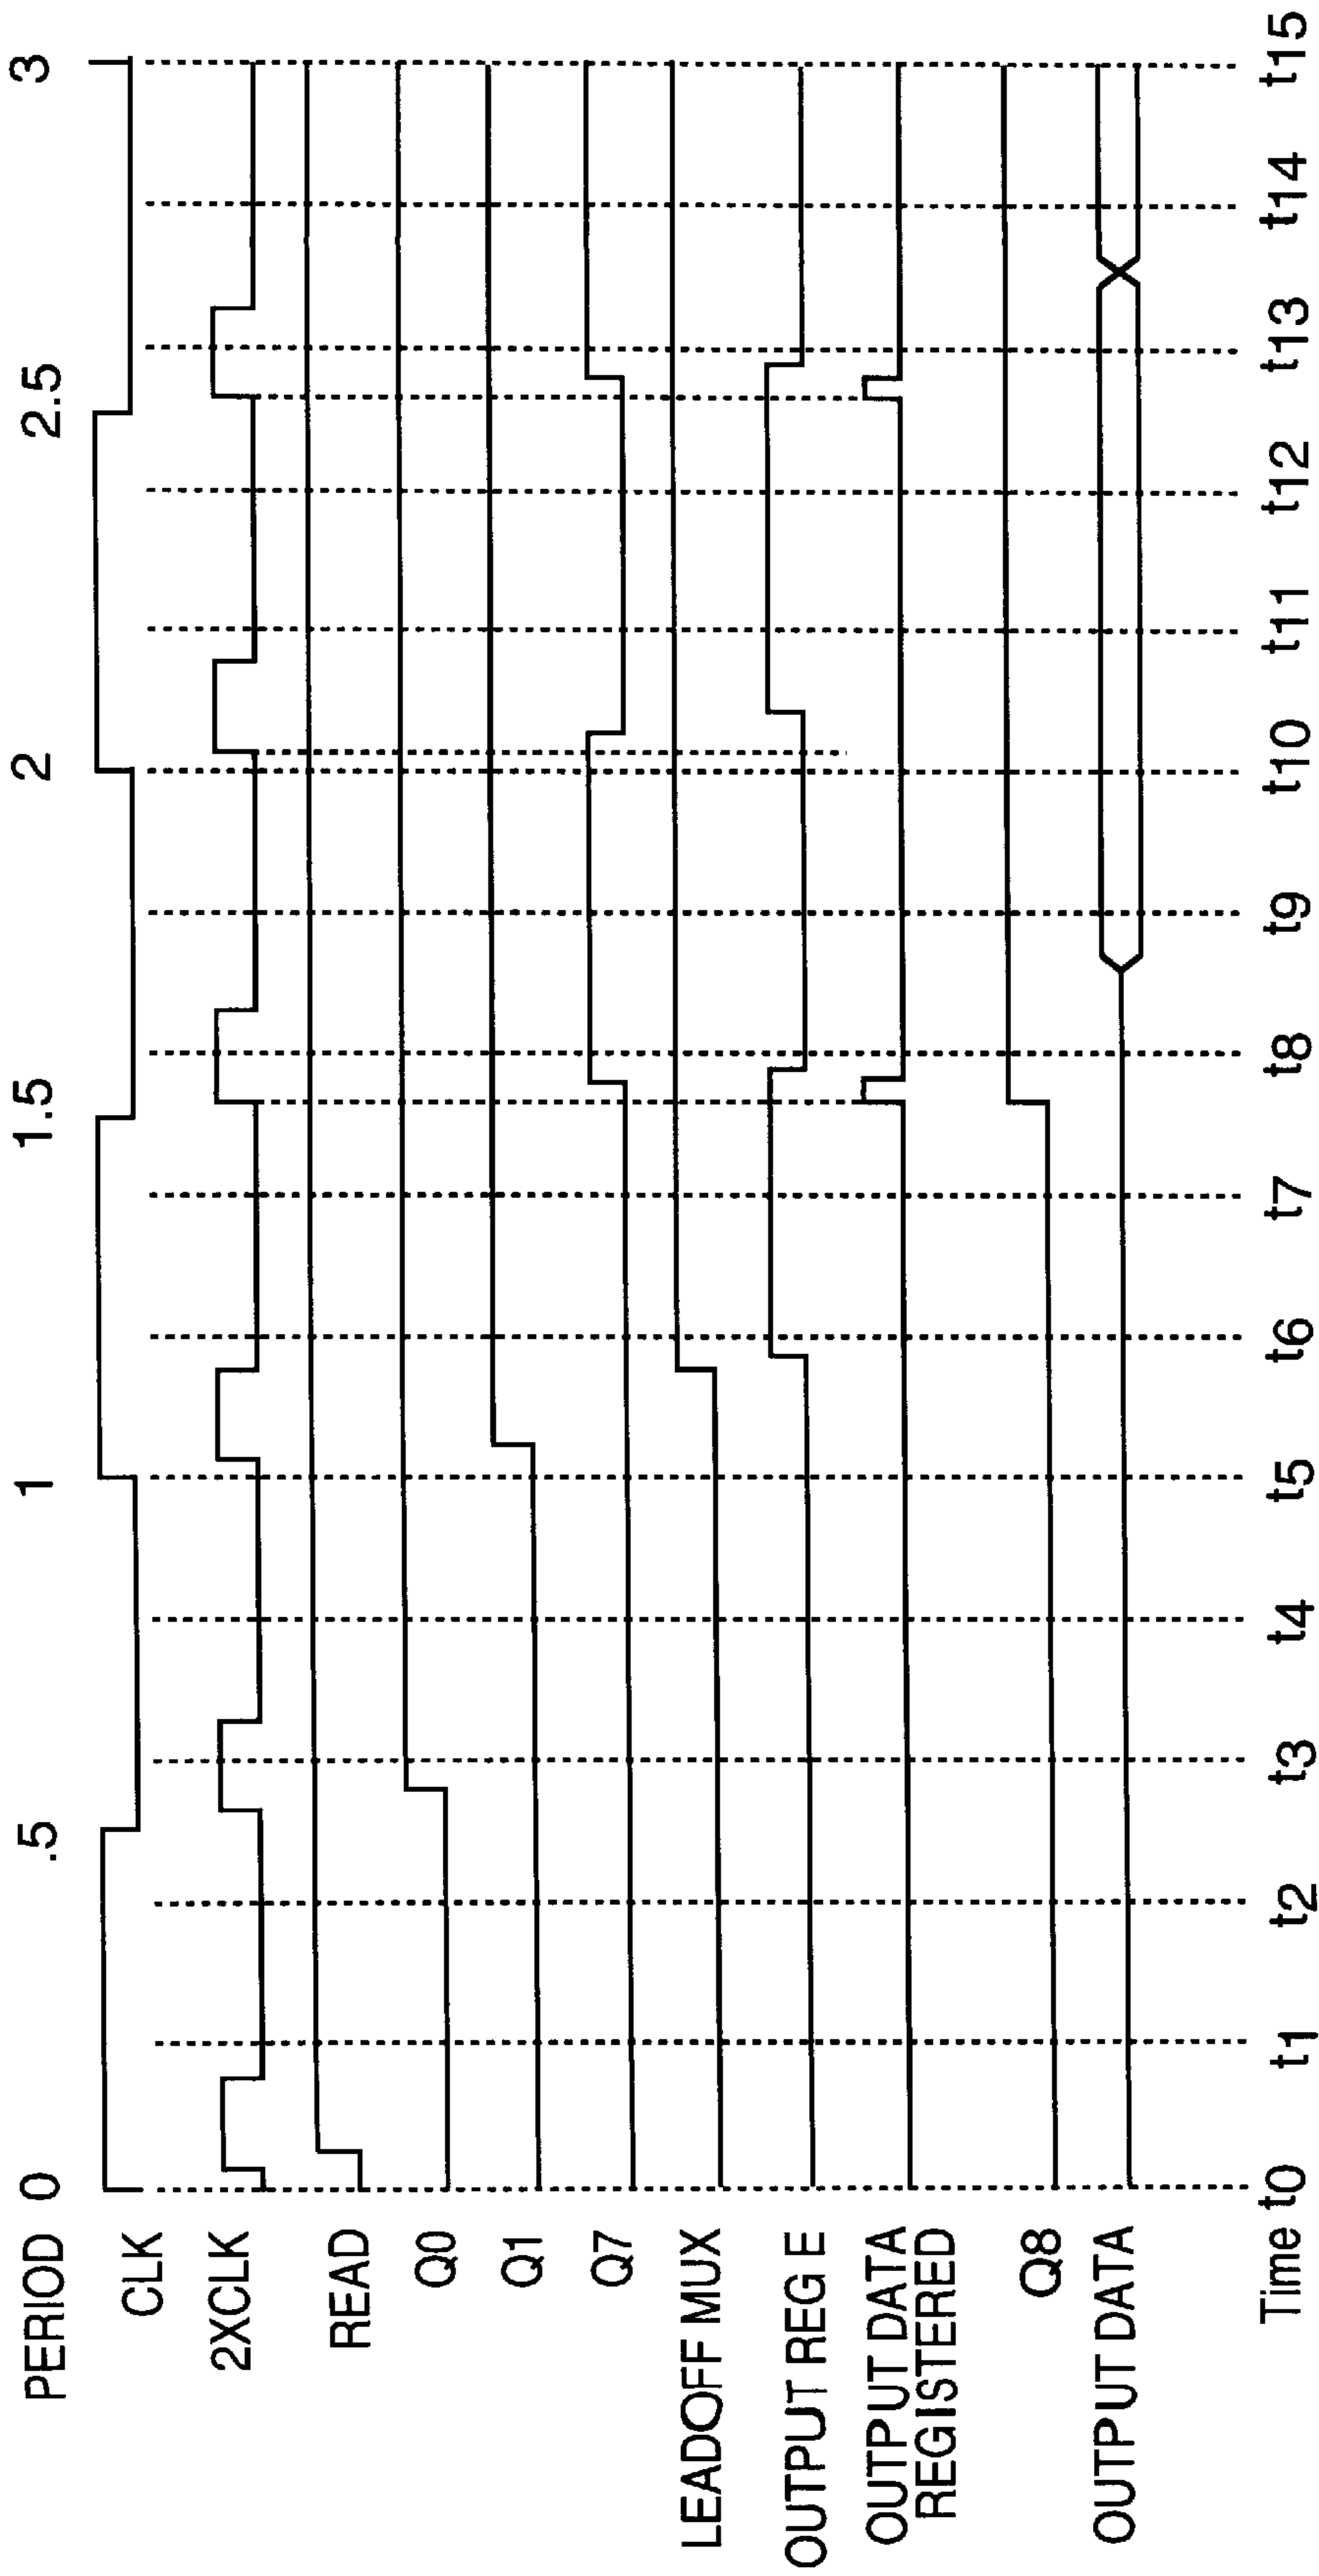 PERIOD 0 .5 1 1.5 2 2.5 3
CLK
2XCLK
READ
Q0
Q1
Q7
LEADOFF MUX
OUTPUT REG E
OUTPUT DATA
REGISTERED
Q8
OUTPUT DATA
Time t0 t1 t2 t3 t4 t5 t6 t7 t8 t9 t10 t11 t12 t13 t14 t15